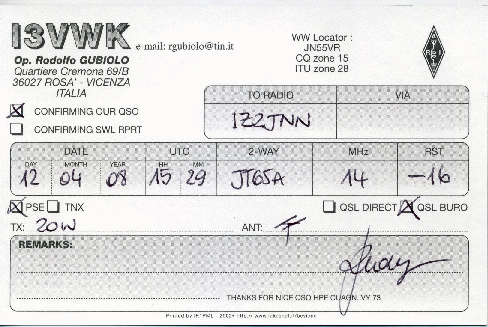 I3VWK e-mail: rgubiolo@tin.it
Op. Rodolfo GUBIOLO
Quartiere Cremona 69/B
36027 ROSA' - VICENZA
ITALIA
WW Locator :
JN55VR
CQ zone 15
ITU zone 28
CONFIRMING OUR QSO
CONFIRMING SWL RPRT
TO RADIO VIA
IZ2JNN
DATE UTC 2-WAY MHz RST
DAY MONTH YEAR HH MM
12 04 08 15 29 JT65A 14 -16
PSE TNX QSL DIRECT QSL BURO
TX: 20W ANT:
REMARKS:
THANKS FOR NICE QSO HPE CUAGN, VY 73
Printed by